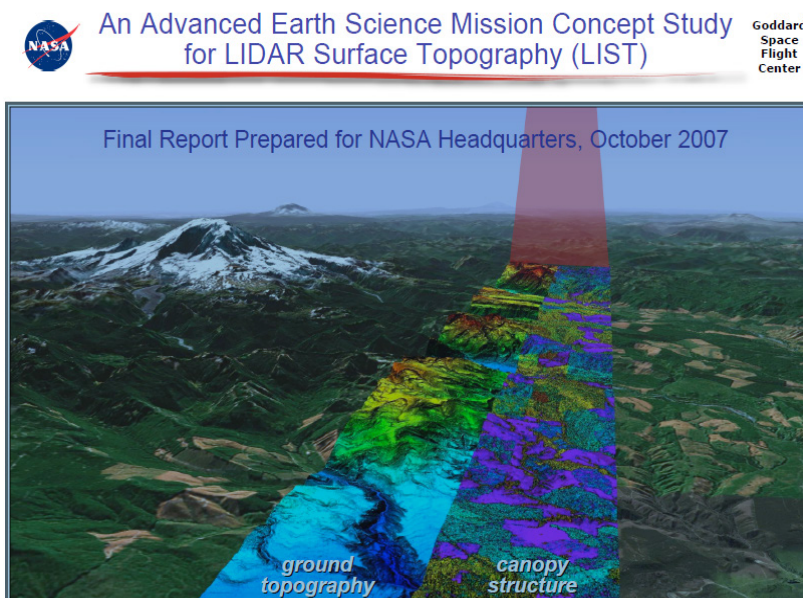 NASA
An Advanced Earth Science Mission Concept Study
for LIDAR Surface Topography (LIST)
Goddard
Space
Flight
Center
Final Report Prepared for NASA Headquarters, October 2007
ground
topography
canopy
structure